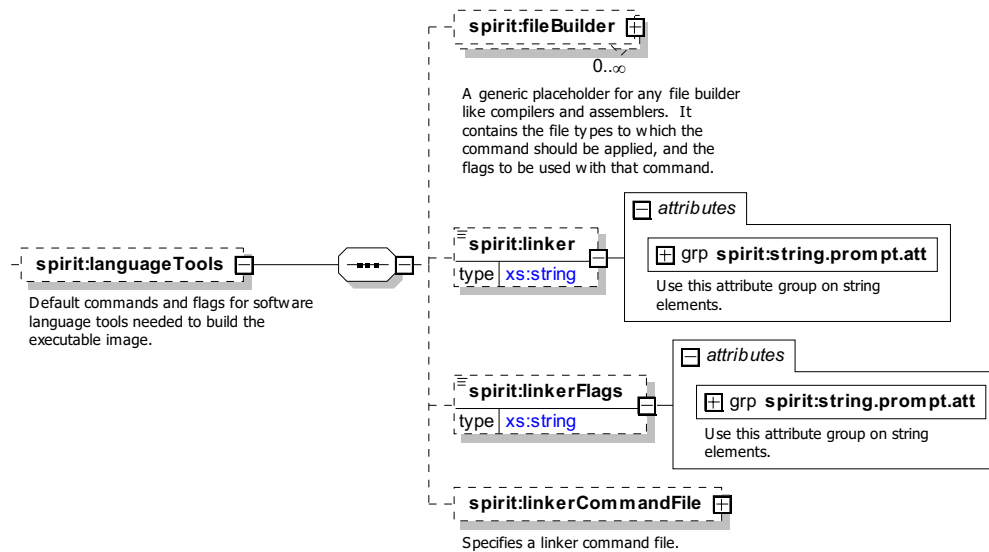 spirit:fileBuilder
0..∞
A generic placeholder for any file builder
like compilers and assemblers. It
contains the file types to which the
command should be applied, and the
flags to be used with that command.
attributes
spirit:linker
grp spirit:string.prompt.att
type xs:string
Use this attribute group on string
elements.
spirit:languageTools
Default commands and flags for software
language tools needed to build the
executable image.
attributes
spirit:linkerFlags
grp spirit:string.prompt.att
type xs:string
Use this attribute group on string
elements.
spirit:linkerCommandFile
Specifies a linker command file.